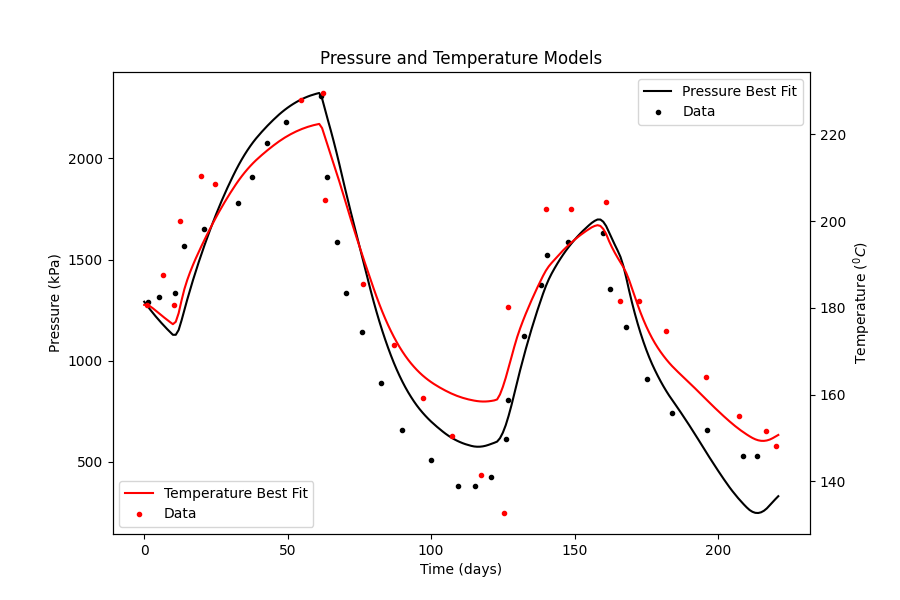 Pressure and Temperature Models
Pressure Best Fit
Data
Pressure (kPa)
2000
1500
1000
500
220
200
180
160
140
Temperature (⁰C)
Temperature Best Fit
Data
0 50 100 150 200
Time (days)